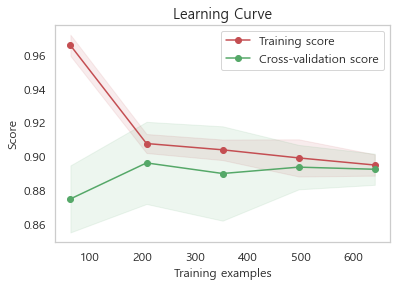 Learning Curve
Training score
Cross-validation score
0.96
0.94
0.92
0.90
0.88
0.86
Score
100
200
300
400
500
600
Training examples